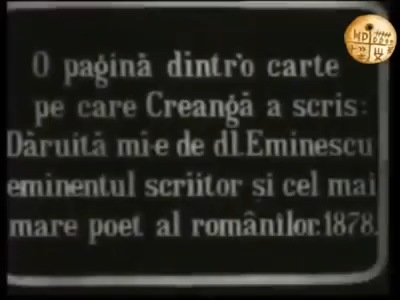 O pagină dintr'o carte
pe care Creangă a scris:
Dăruită mi-e de dl. Eminescu
eminentul scriitor și cel mai
mare poet al românilor. 1878.